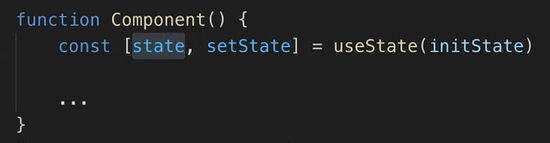 function Component() {
const [state, setState] = useState(initState)
...
}